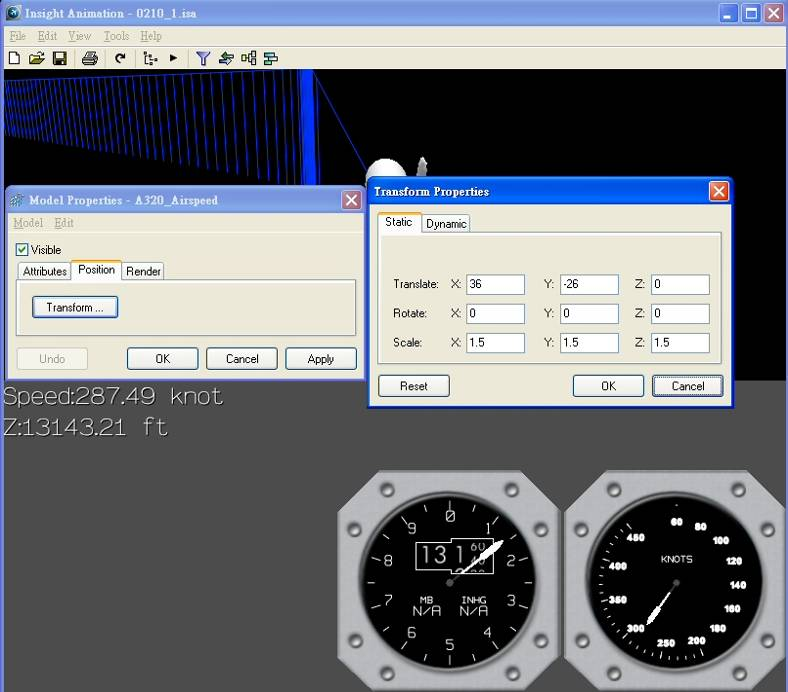 Insight Animation - 0210_1.isa
File Edit View Tools Help
Model Properties - A320_Airspeed
Model Edit
Visible
Attributes Position Render
Transform ...
Undo OK Cancel Apply
Transform Properties
Static Dynamic
Translate: X: 36 Y: -26 Z: 0
Rotate: X: 0 Y: 0 Z: 0
Scale: X: 1.5 Y: 1.5 Z: 1.5
Reset OK Cancel
Speed:287.49 knot
Z:13143.21 ft
0
9 1
8 131 60 2
MB INHG
7 N/A N/A 3
6 4
5
60 80
450 100
KNOTS
400 120
140
350 160
300 180
250 200